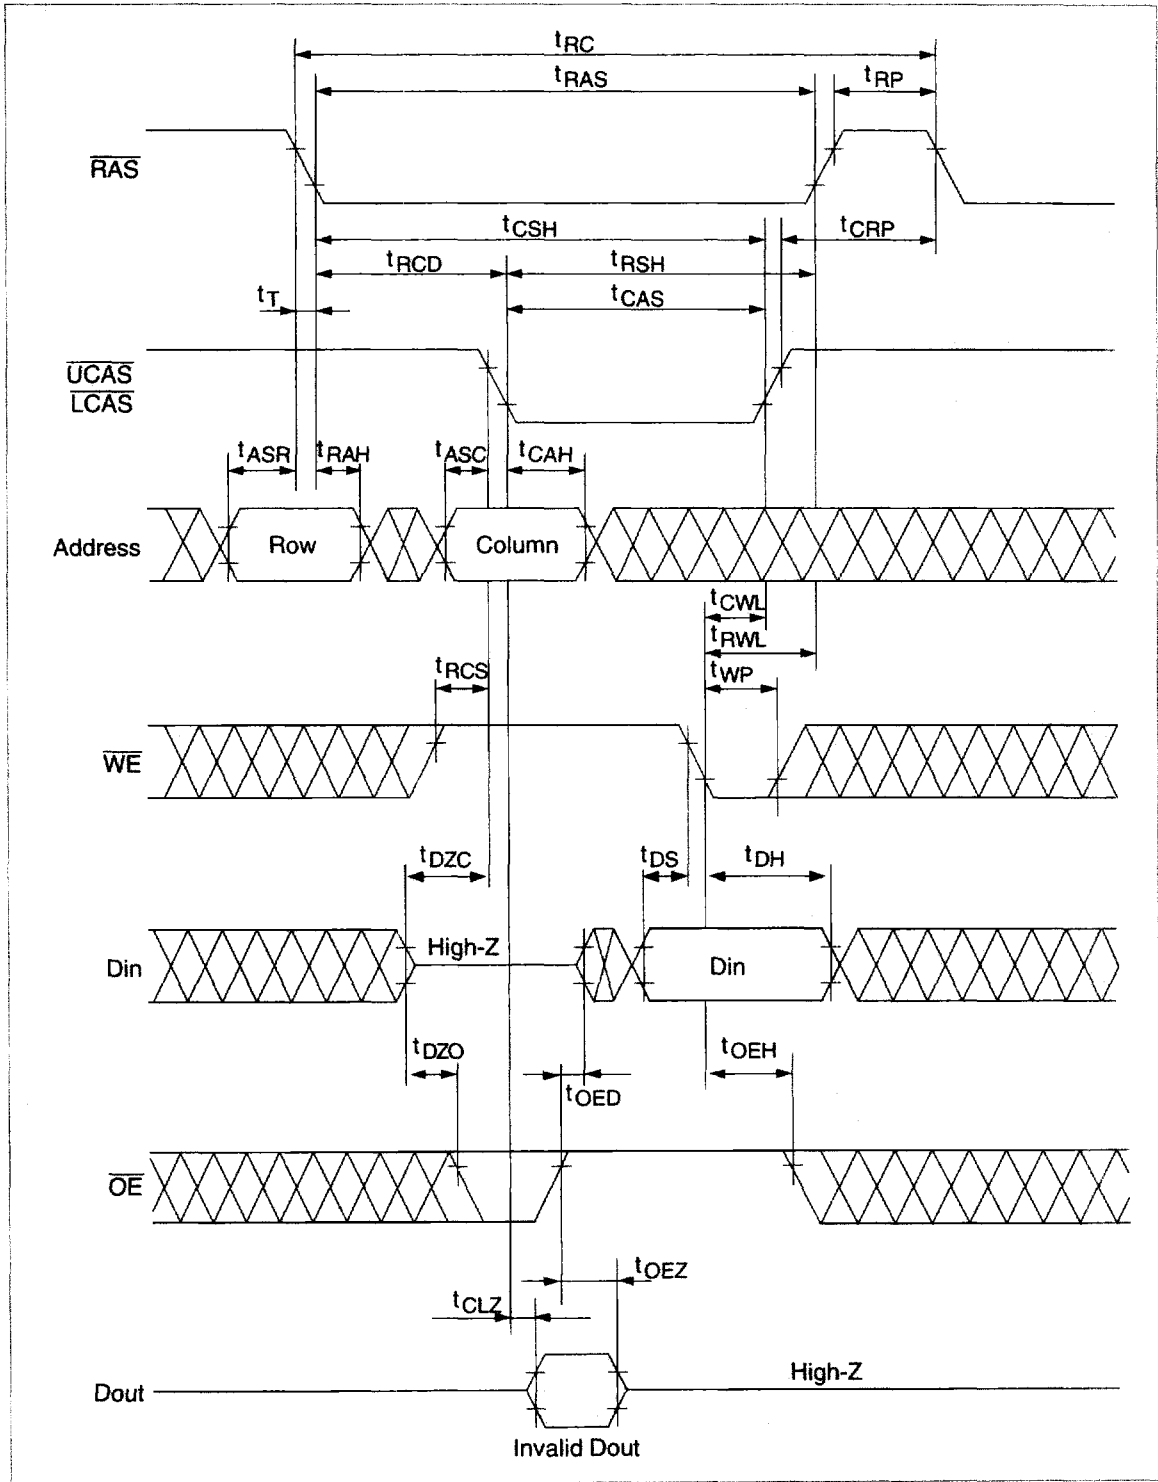 tRC
tRAS
tRP
RAS
tCSH
tCRP
tRCD
tRSH
tT
tCAS
UCAS
LCAS
tASR
tRAH
tASC
tCAH
Address
Row
Column
tCWL
tRWL
tRCS
tWP
WE
tDZC
tDS
tDH
High-Z
Din
Din
tDZO
tOED
tOEH
OE
tOEZ
tCLZ
High-Z
Dout
Invalid Dout